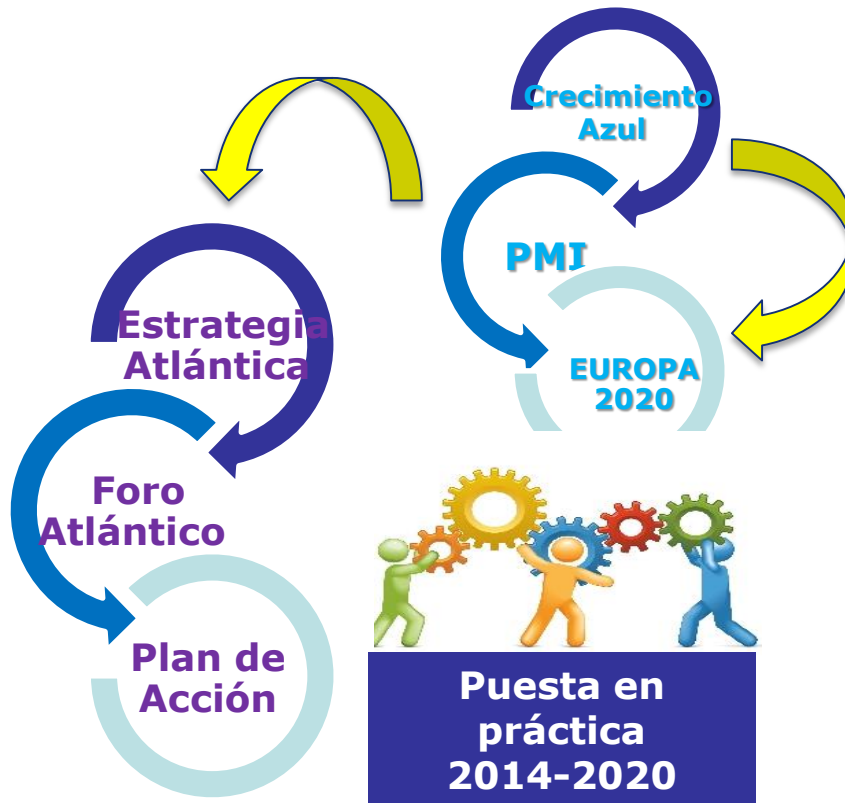 Crecimiento
Azul
PMI
EUROPA
2020
Estrategia
Atlántica
Foro
Atlántico
Plan de
Acción
Puesta en
práctica
2014-2020